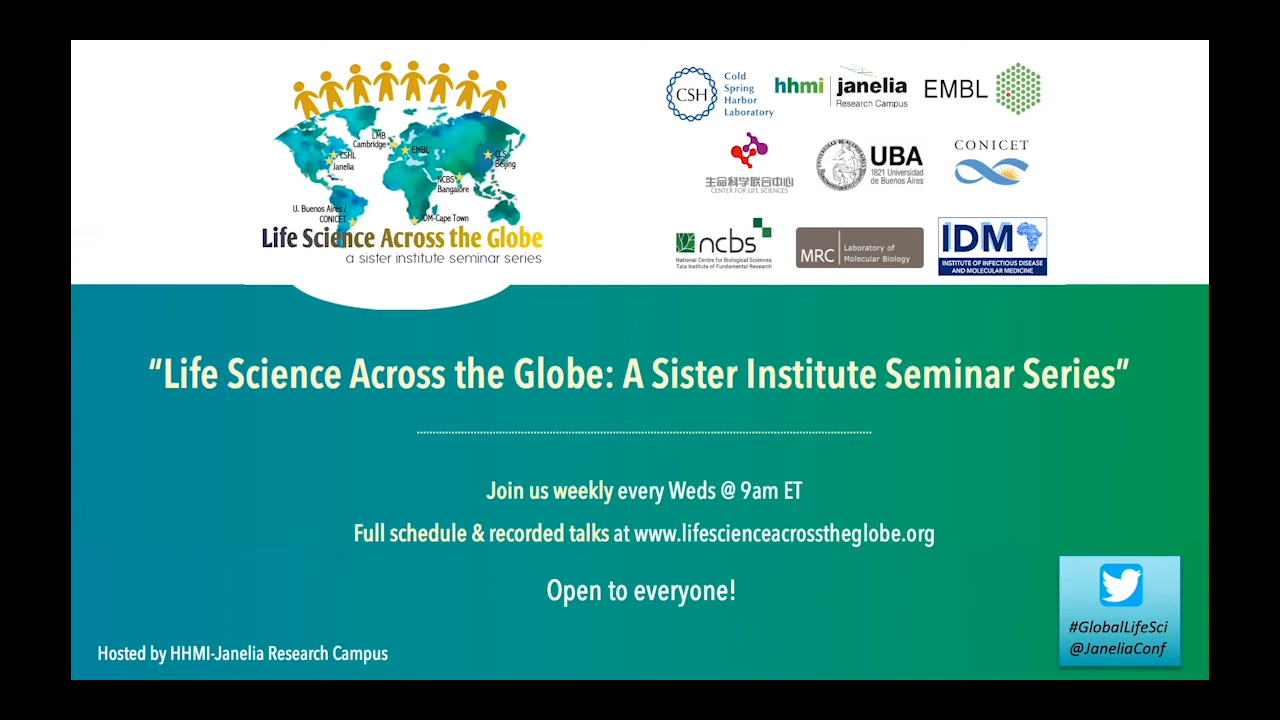 LMB
Cambridge
CSHL
Janelia
EMBL
CLS
Beijing
NCBS
Bangalore
U. Buenos Aires /
CONICET
IDM-Cape Town
Life Science Across the Globe
a sister institute seminar series
CSH
Cold
Spring
Harbor
Laboratory
hhmi | janelia
Research Campus
EMBL
生命科学联合中心
CENTER FOR LIFE SCIENCES
UBA
1821 Universidad
de Buenos Aires
CONICET
ncbs
National Centre for Biological Sciences
Tata Institute of Fundamental Research
MRC
Laboratory of
Molecular Biology
IDM
INSTITUTE OF INFECTIOUS DISEASE
AND MOLECULAR MEDICINE
“Life Science Across the Globe: A Sister Institute Seminar Series“
Join us weekly every Weds @ 9am ET
Full schedule & recorded talks at www.lifescienceacrosstheglobe.org
Open to everyone!
#GlobalLifeSci
@JaneliaConf
Hosted by HHMI-Janelia Research Campus